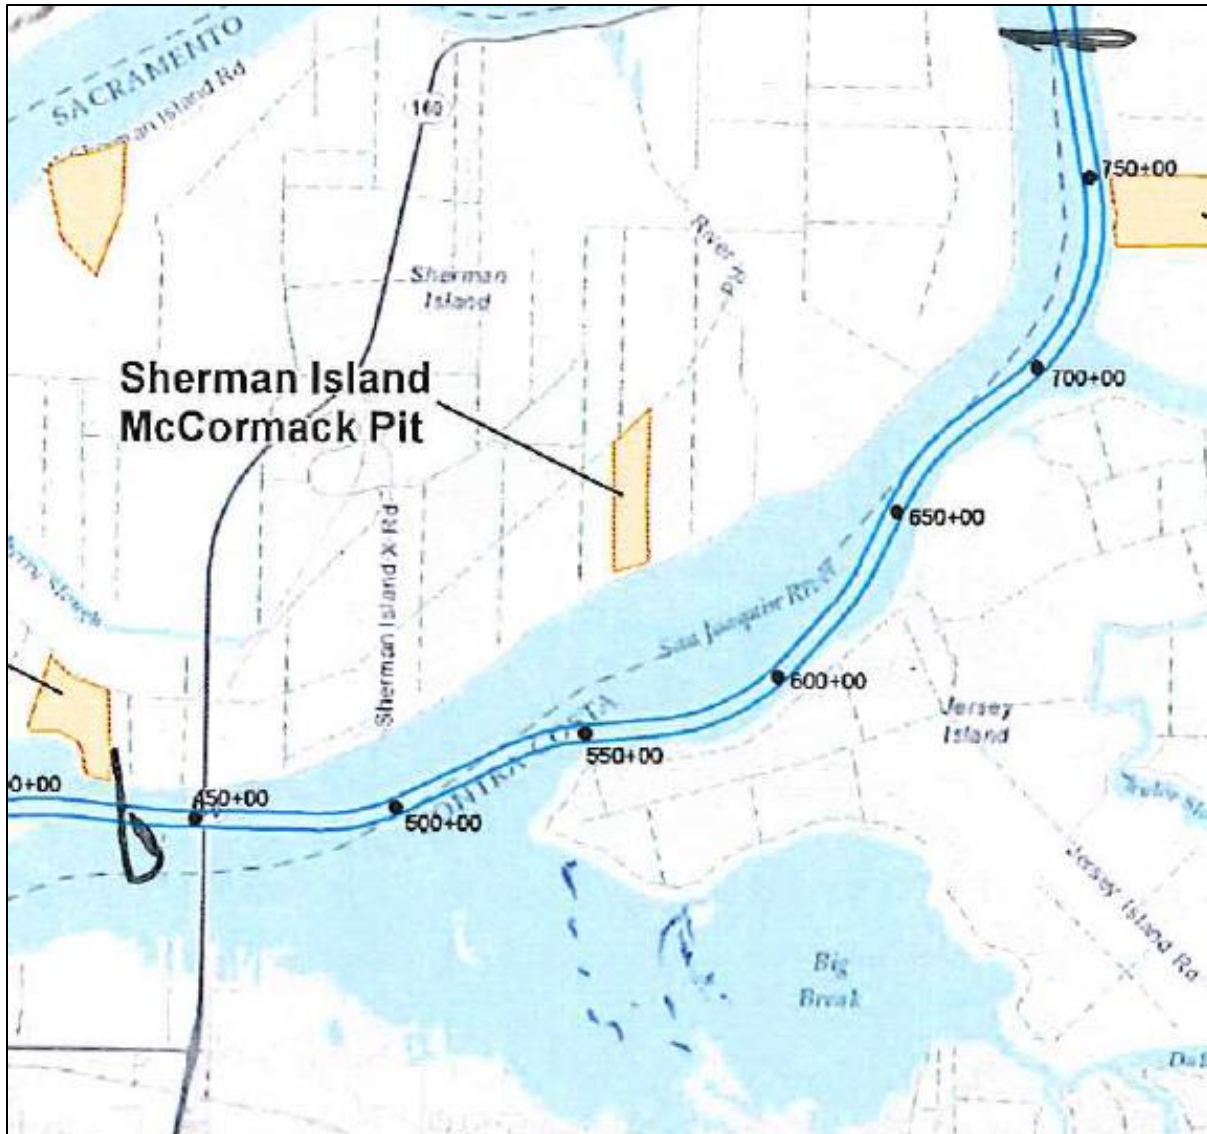 SACRAMENTO
Sherman Island Rd
160
750+00
River Rd
Sherman
Island
Sherman Island
McCormack Pit
700+00
650+00
Sherman Island X Rd
San Joaquin River
600+00
Jersey
Island
CONTRA COSTA
550+00
00+00
450+00
500+00
Jersey Island Rd
Big
Break